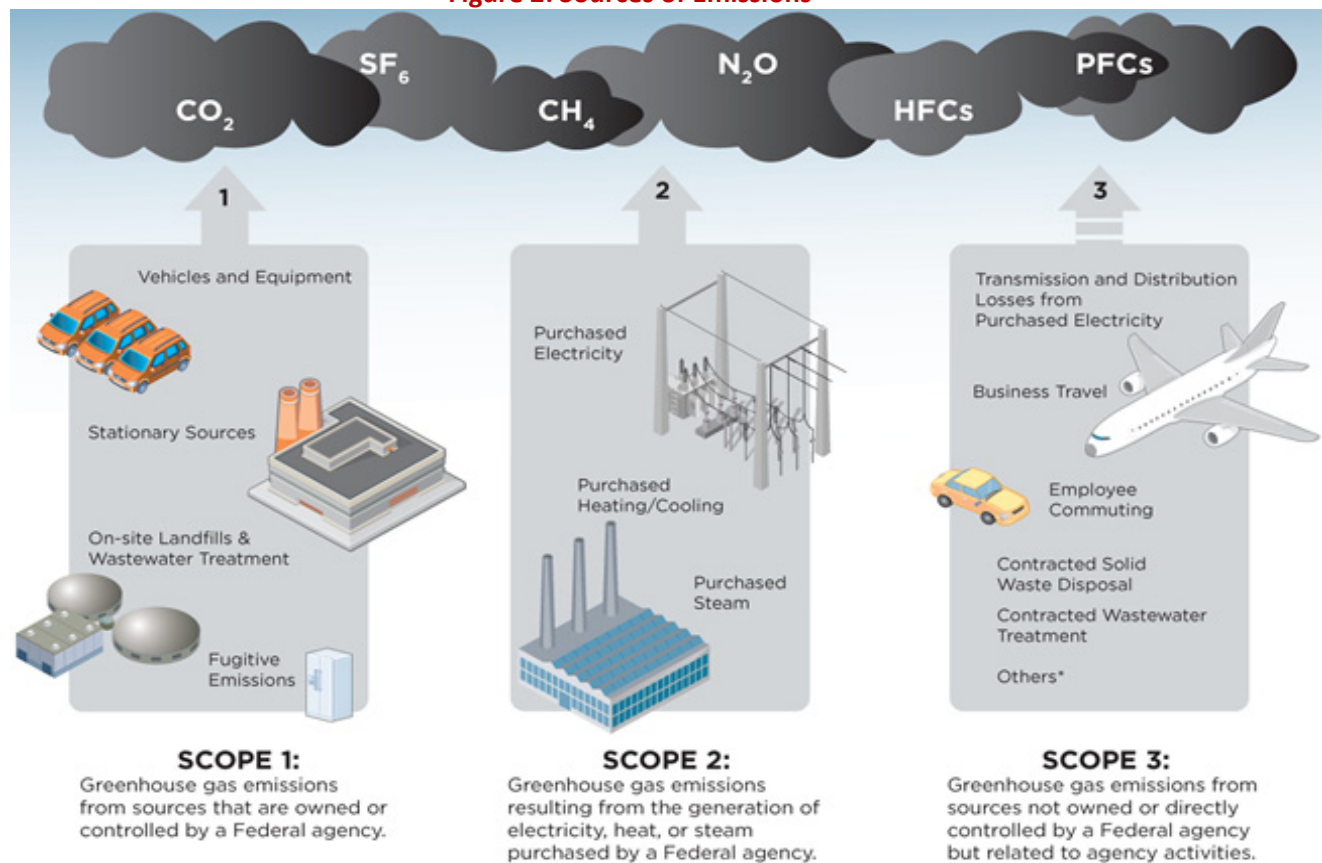 Figure 2: Sources of Emissions
SF₆
N₂O
PFCs
CO₂
CH₄
HFCs
1
2
3
Vehicles and Equipment
Stationary Sources
On-site Landfills &
Wastewater Treatment
Fugitive
Emissions
Purchased
Electricity
Purchased
Heating/Cooling
Purchased
Steam
Transmission and Distribution
Losses from
Purchased Electricity
Business Travel
Employee
Commuting
Contracted Solid
Waste Disposal
Contracted Wastewater
Treatment
Others*
SCOPE 1:
Greenhouse gas emissions
from sources that are owned or
controlled by a Federal agency.
SCOPE 2:
Greenhouse gas emissions
resulting from the generation of
electricity, heat, or steam
purchased by a Federal agency.
SCOPE 3:
Greenhouse gas emissions from
sources not owned or directly
controlled by a Federal agency
but related to agency activities.